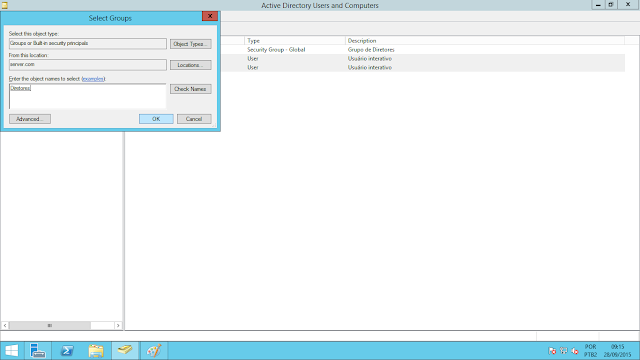 Active Directory Users and Computers
Select Groups
Select this object type:
Groups or Built-in security principals
Object Types...
From this location:
server.com
Locations...
Enter the object names to select (examples):
Diretores
Check Names
Advanced...
OK
Cancel
Type
Description
Security Group - Global
Grupo de Diretores
User
Usuário interativo
User
Usuário interativo
POR
09:15
PTB2
28/09/2015